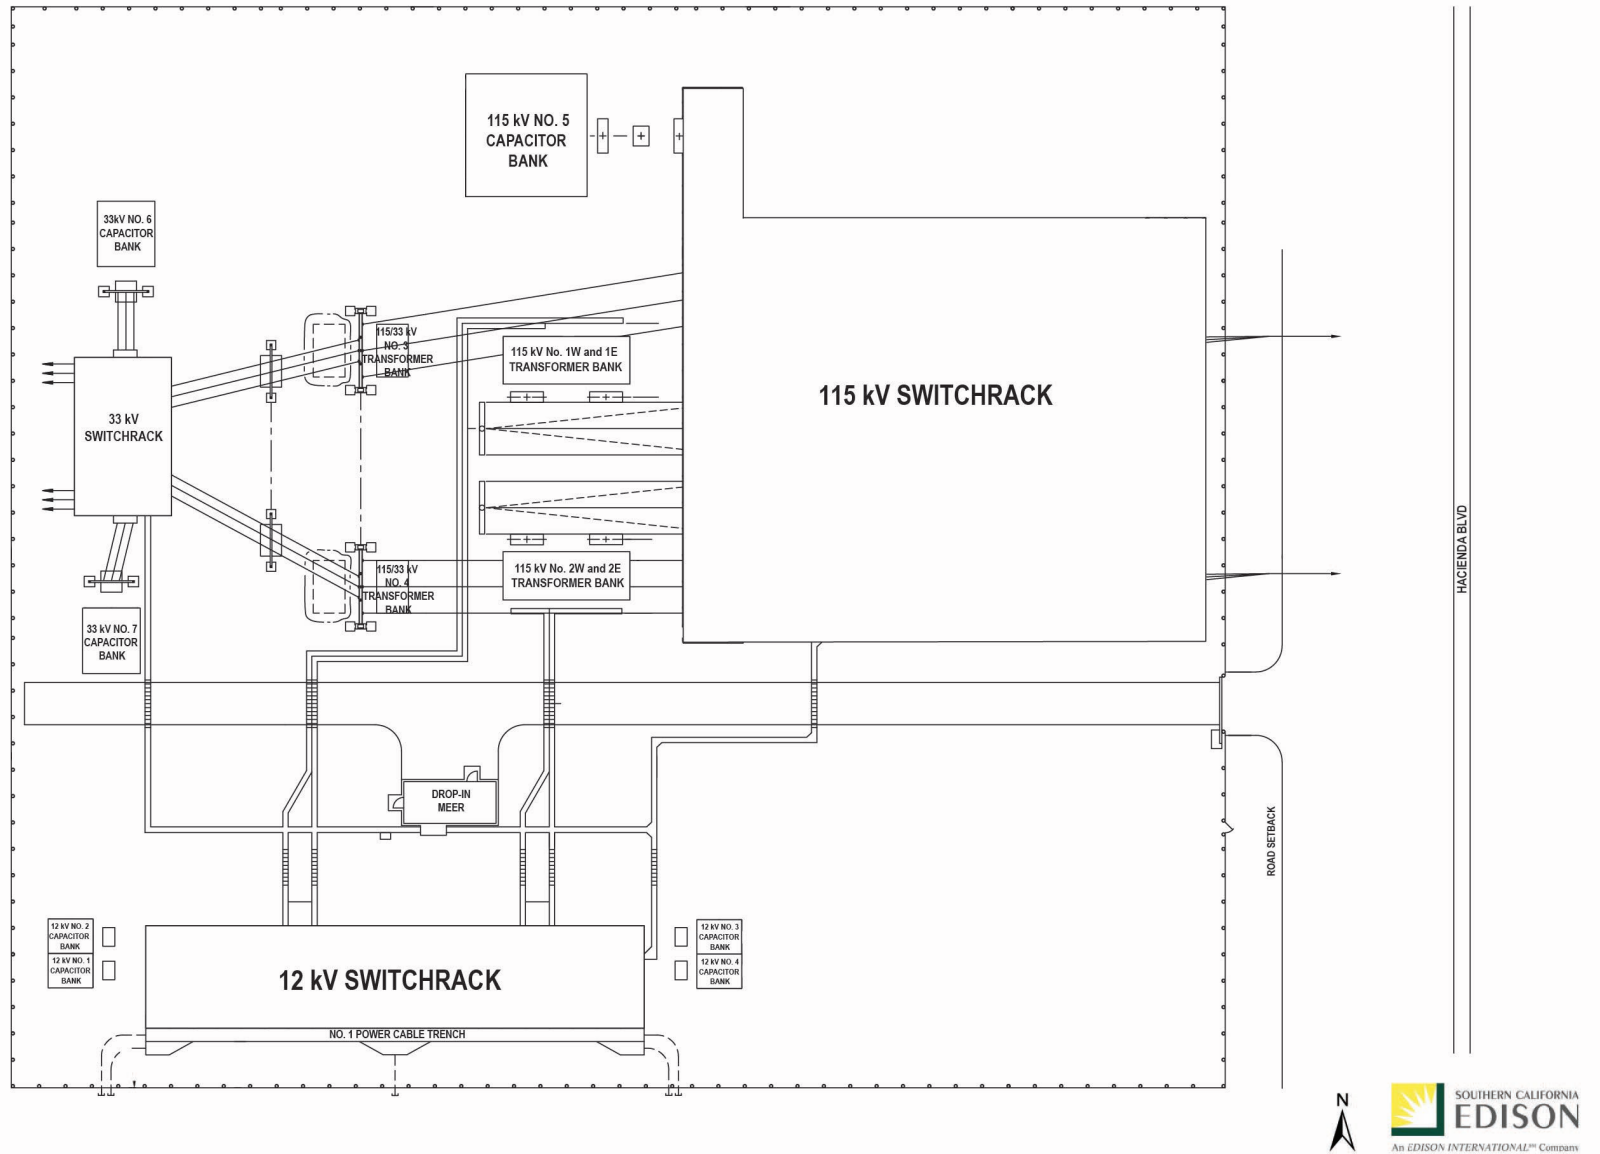 115 kV NO. 5
CAPACITOR
BANK
33kV NO. 6
CAPACITOR
BANK
115/33 kV
NO. 3
TRANSFORMER
BANK
115 kV No. 1W and 1E
TRANSFORMER BANK
115 kV SWITCHRACK
33 kV
SWITCHRACK
HACIENDA BLVD
115/33 kV
NO. 4
TRANSFORMER
BANK
115 kV No. 2W and 2E
TRANSFORMER BANK
33 kV NO. 7
CAPACITOR
BANK
DROP-IN
MEER
ROAD SETBACK
12 kV NO. 2
CAPACITOR
BANK
12 kV NO. 1
CAPACITOR
BANK
12 kV SWITCHRACK
12 kV NO. 3
CAPACITOR
BANK
12 kV NO. 4
CAPACITOR
BANK
NO. 1 POWER CABLE TRENCH
N
SOUTHERN CALIFORNIA
EDISON
An EDISON INTERNATIONAL℠ Company